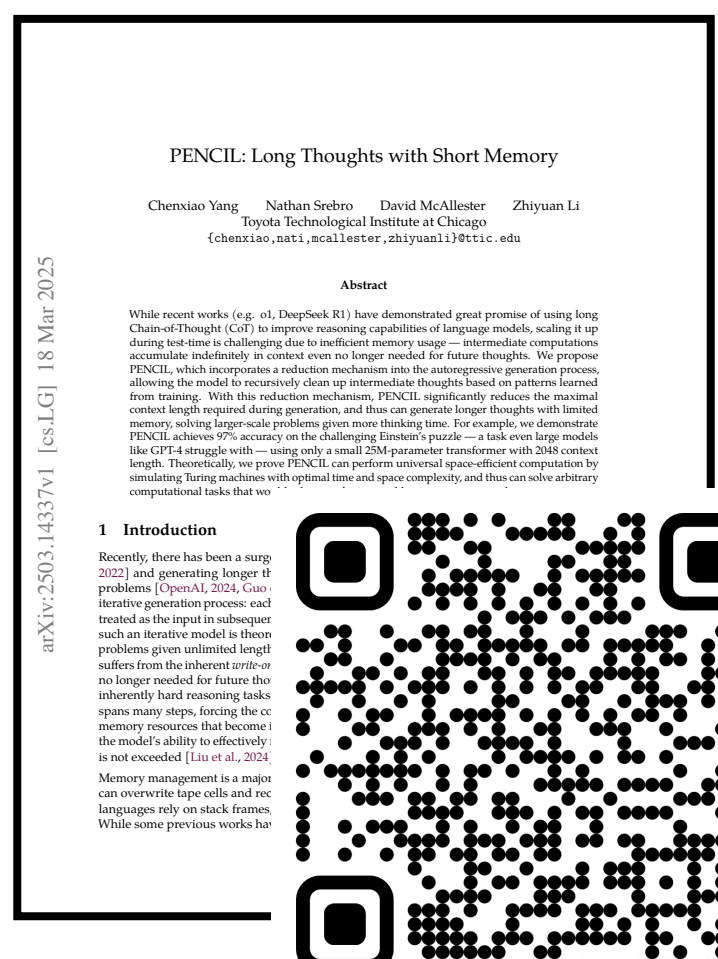 PENCIL: Long Thoughts with Short Memory
Chenxiao Yang Nathan Srebro David McAllester Zhiyuan Li
Toyota Technological Institute at Chicago
{chenxiao,nati,mcallester,zhiyuanli}@ttic.edu
Abstract
While recent works (e.g. o1, DeepSeek R1) have demonstrated great promise of using long
Chain-of-Thought (CoT) to improve reasoning capabilities of language models, scaling it up
during test-time is challenging due to inefficient memory usage — intermediate computations
accumulate indefinitely in context even no longer needed for future thoughts. We propose
PENCIL, which incorporates a reduction mechanism into the autoregressive generation process,
allowing the model to recursively clean up intermediate thoughts based on patterns learned
from training. With this reduction mechanism, PENCIL significantly reduces the maximal
context length required during generation, and thus can generate longer thoughts with limited
memory, solving larger-scale problems given more thinking time. For example, we demonstrate
PENCIL achieves 97% accuracy on the challenging Einstein's puzzle — a task even large models
like GPT-4 struggle with — using only a small 25M-parameter transformer with 2048 context
length. Theoretically, we prove PENCIL can perform universal space-efficient computation by
simulating Turing machines with optimal time and space complexity, and thus can solve arbitrary
computational tasks that
1 Introduction
Recently, there has been a surge
2022] and generating longer
problems [OpenAI, 2024, Guo
iterative generation process: each
treated as the input in subsequen
such an iterative model is theore
problems given unlimited length
suffers from the inherent write-on
no longer needed for future tho
inherently hard reasoning tasks
spans many steps, forcing the co
memory resources that become i
the model's ability to effectively
is not exceeded [Liu et al., 2024]
Memory management is a major
can overwrite tape cells and rec
languages rely on stack frames,
While some previous works hav
arXiv:2503.14337v1 [cs.LG] 18 Mar 2025